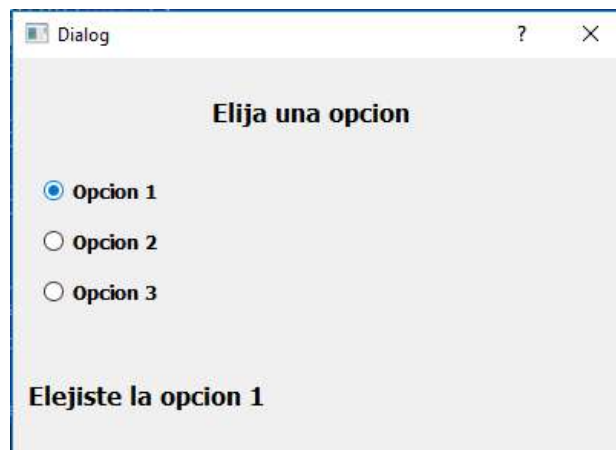 Dialog ?
Elija una opcion
Opcion 1
Opcion 2
Opcion 3
Elejiste la opcion 1